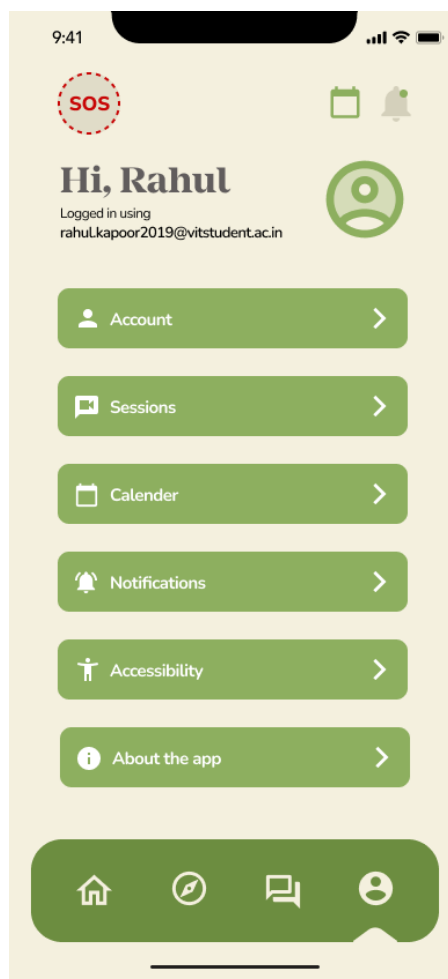 9:41
SOS
Hi, Rahul
Logged in using
rahul.kapoor2019@vitstudent.ac.in
Account
Sessions
Calender
Notifications
Accessibility
About the app